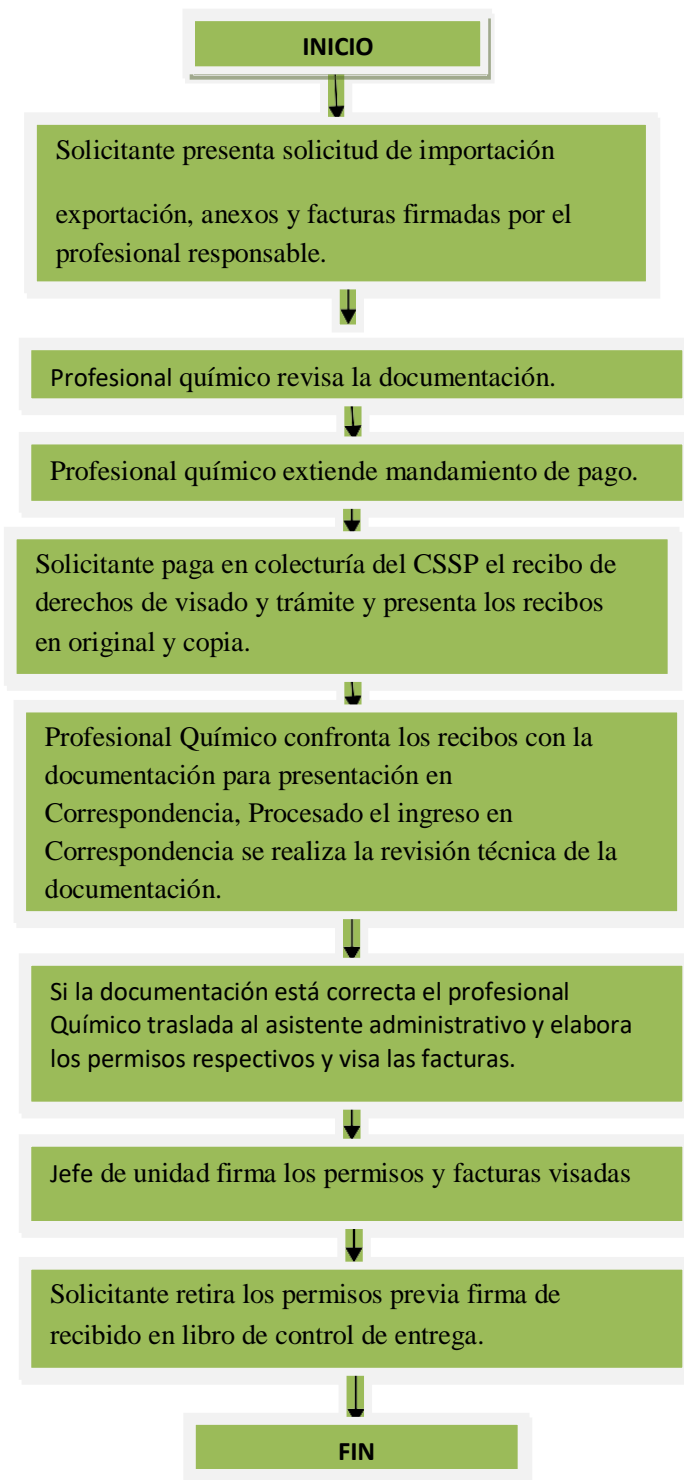 INICIO
Solicitante presenta solicitud de importación
exportación, anexos y facturas firmadas por el
profesional responsable.
Profesional químico revisa la documentación.
Profesional químico extiende mandamiento de pago.
Solicitante paga en colecturía del CSSP el recibo de
derechos de visado y trámite y presenta los recibos
en original y copia.
Profesional Químico confronta los recibos con la
documentación para presentación en
Correspondencia, Procesado el ingreso en
Correspondencia se realiza la revisión técnica de la
documentación.
Si la documentación está correcta el profesional
Químico traslada al asistente administrativo y elabora
los permisos respectivos y visa las facturas.
Jefe de unidad firma los permisos y facturas visadas
Solicitante retira los permisos previa firma de
recibido en libro de control de entrega.
FIN